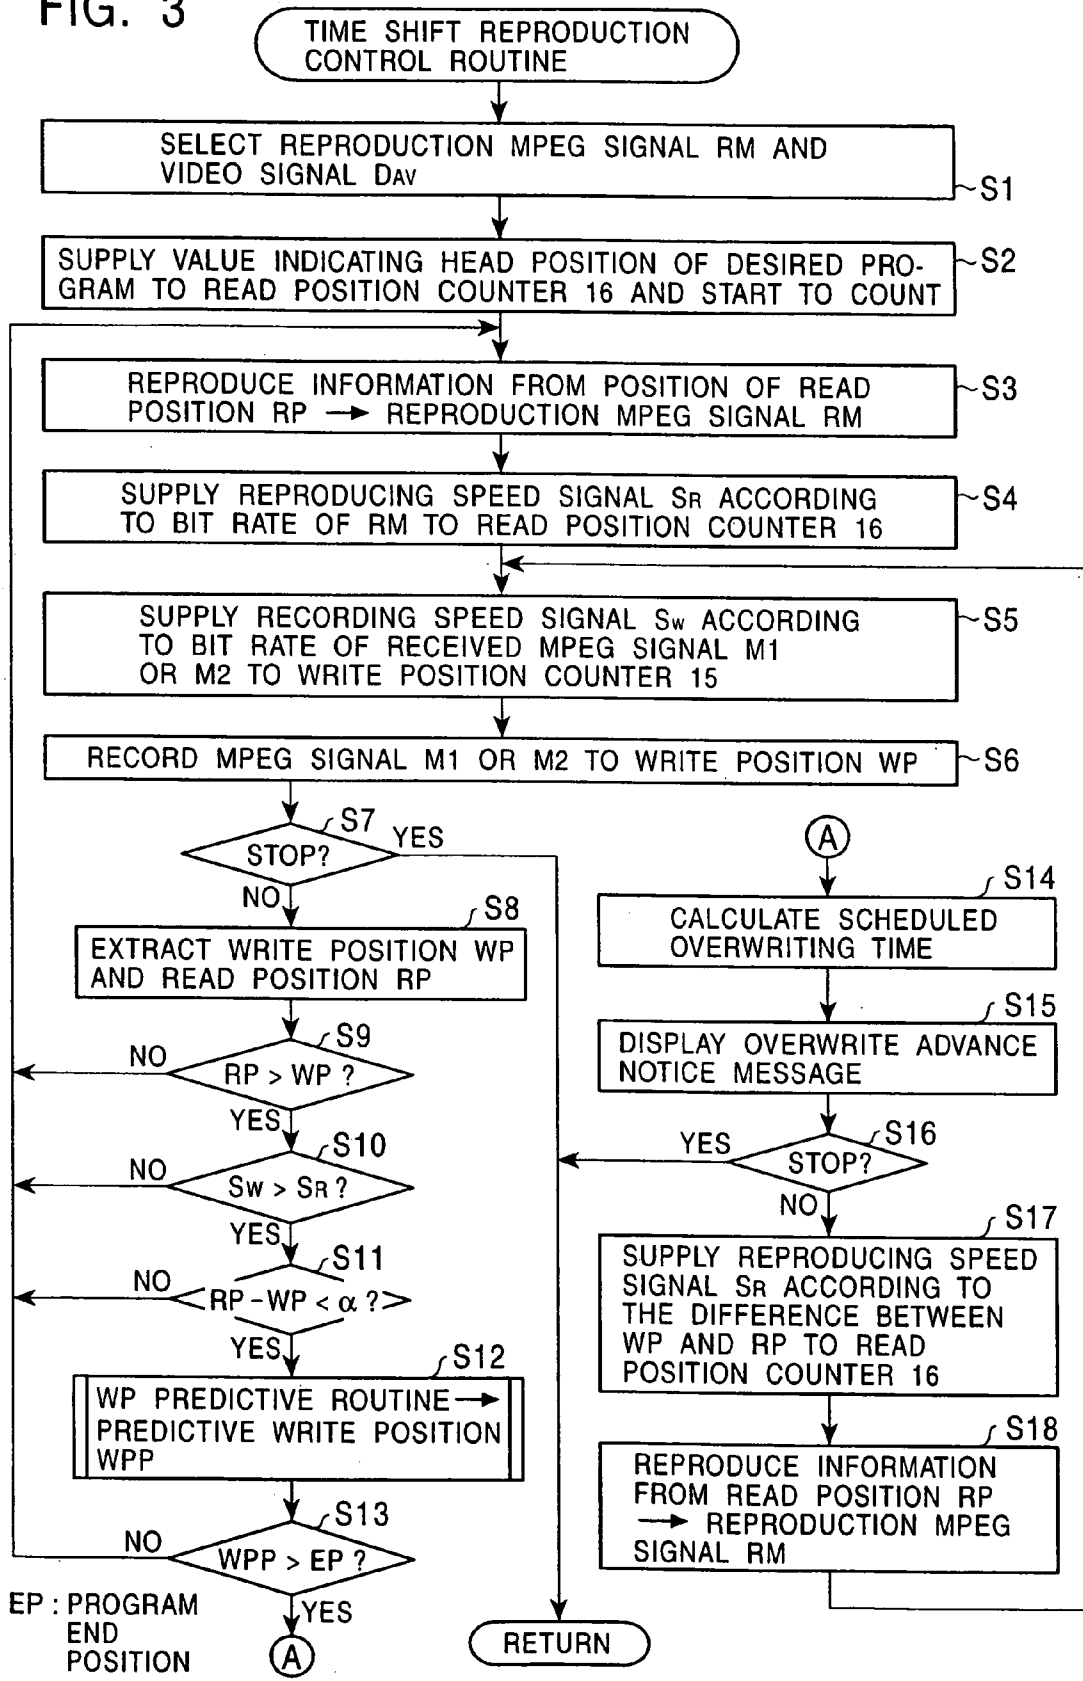 FIG. 3
TIME SHIFT REPRODUCTION
CONTROL ROUTINE
SELECT REPRODUCTION MPEG SIGNAL RM AND
VIDEO SIGNAL DAV
S1
SUPPLY VALUE INDICATING HEAD POSITION OF DESIRED PRO-
GRAM TO READ POSITION COUNTER 16 AND START TO COUNT
S2
REPRODUCE INFORMATION FROM POSITION OF READ
POSITION RP → REPRODUCTION MPEG SIGNAL RM
S3
SUPPLY REPRODUCING SPEED SIGNAL SR ACCORDING
TO BIT RATE OF RM TO READ POSITION COUNTER 16
S4
SUPPLY RECORDING SPEED SIGNAL SW ACCORDING
TO BIT RATE OF RECEIVED MPEG SIGNAL M1
OR M2 TO WRITE POSITION COUNTER 15
S5
RECORD MPEG SIGNAL M1 OR M2 TO WRITE POSITION WP
S6
S7
STOP?
YES
NO
S8
EXTRACT WRITE POSITION WP
AND READ POSITION RP
S9
RP > WP ?
NO
YES
S10
SW > SR ?
NO
YES
S11
RP - WP < α ?
NO
YES
S12
WP PREDICTIVE ROUTINE →
PREDICTIVE WRITE POSITION
WPP
S13
WPP > EP ?
NO
YES
A
EP : PROGRAM
END
POSITION
A
S14
CALCULATE SCHEDULED
OVERWRITING TIME
S15
DISPLAY OVERWRITE ADVANCE
NOTICE MESSAGE
S16
STOP?
YES
NO
S17
SUPPLY REPRODUCING SPEED
SIGNAL SR ACCORDING TO
THE DIFFERENCE BETWEEN
WP AND RP TO READ
POSITION COUNTER 16
S18
REPRODUCE INFORMATION
FROM READ POSITION RP
→ REPRODUCTION MPEG
SIGNAL RM
RETURN